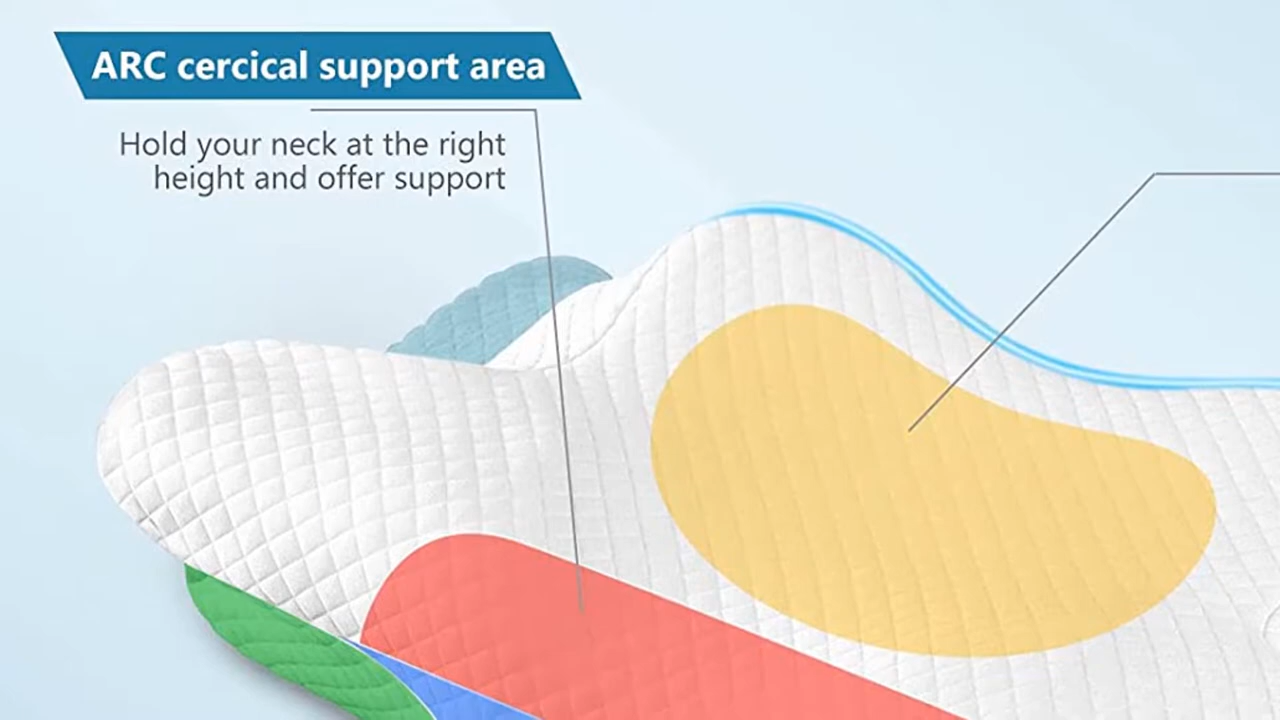 ARC cercical support area
Hold your neck at the right
height and offer support